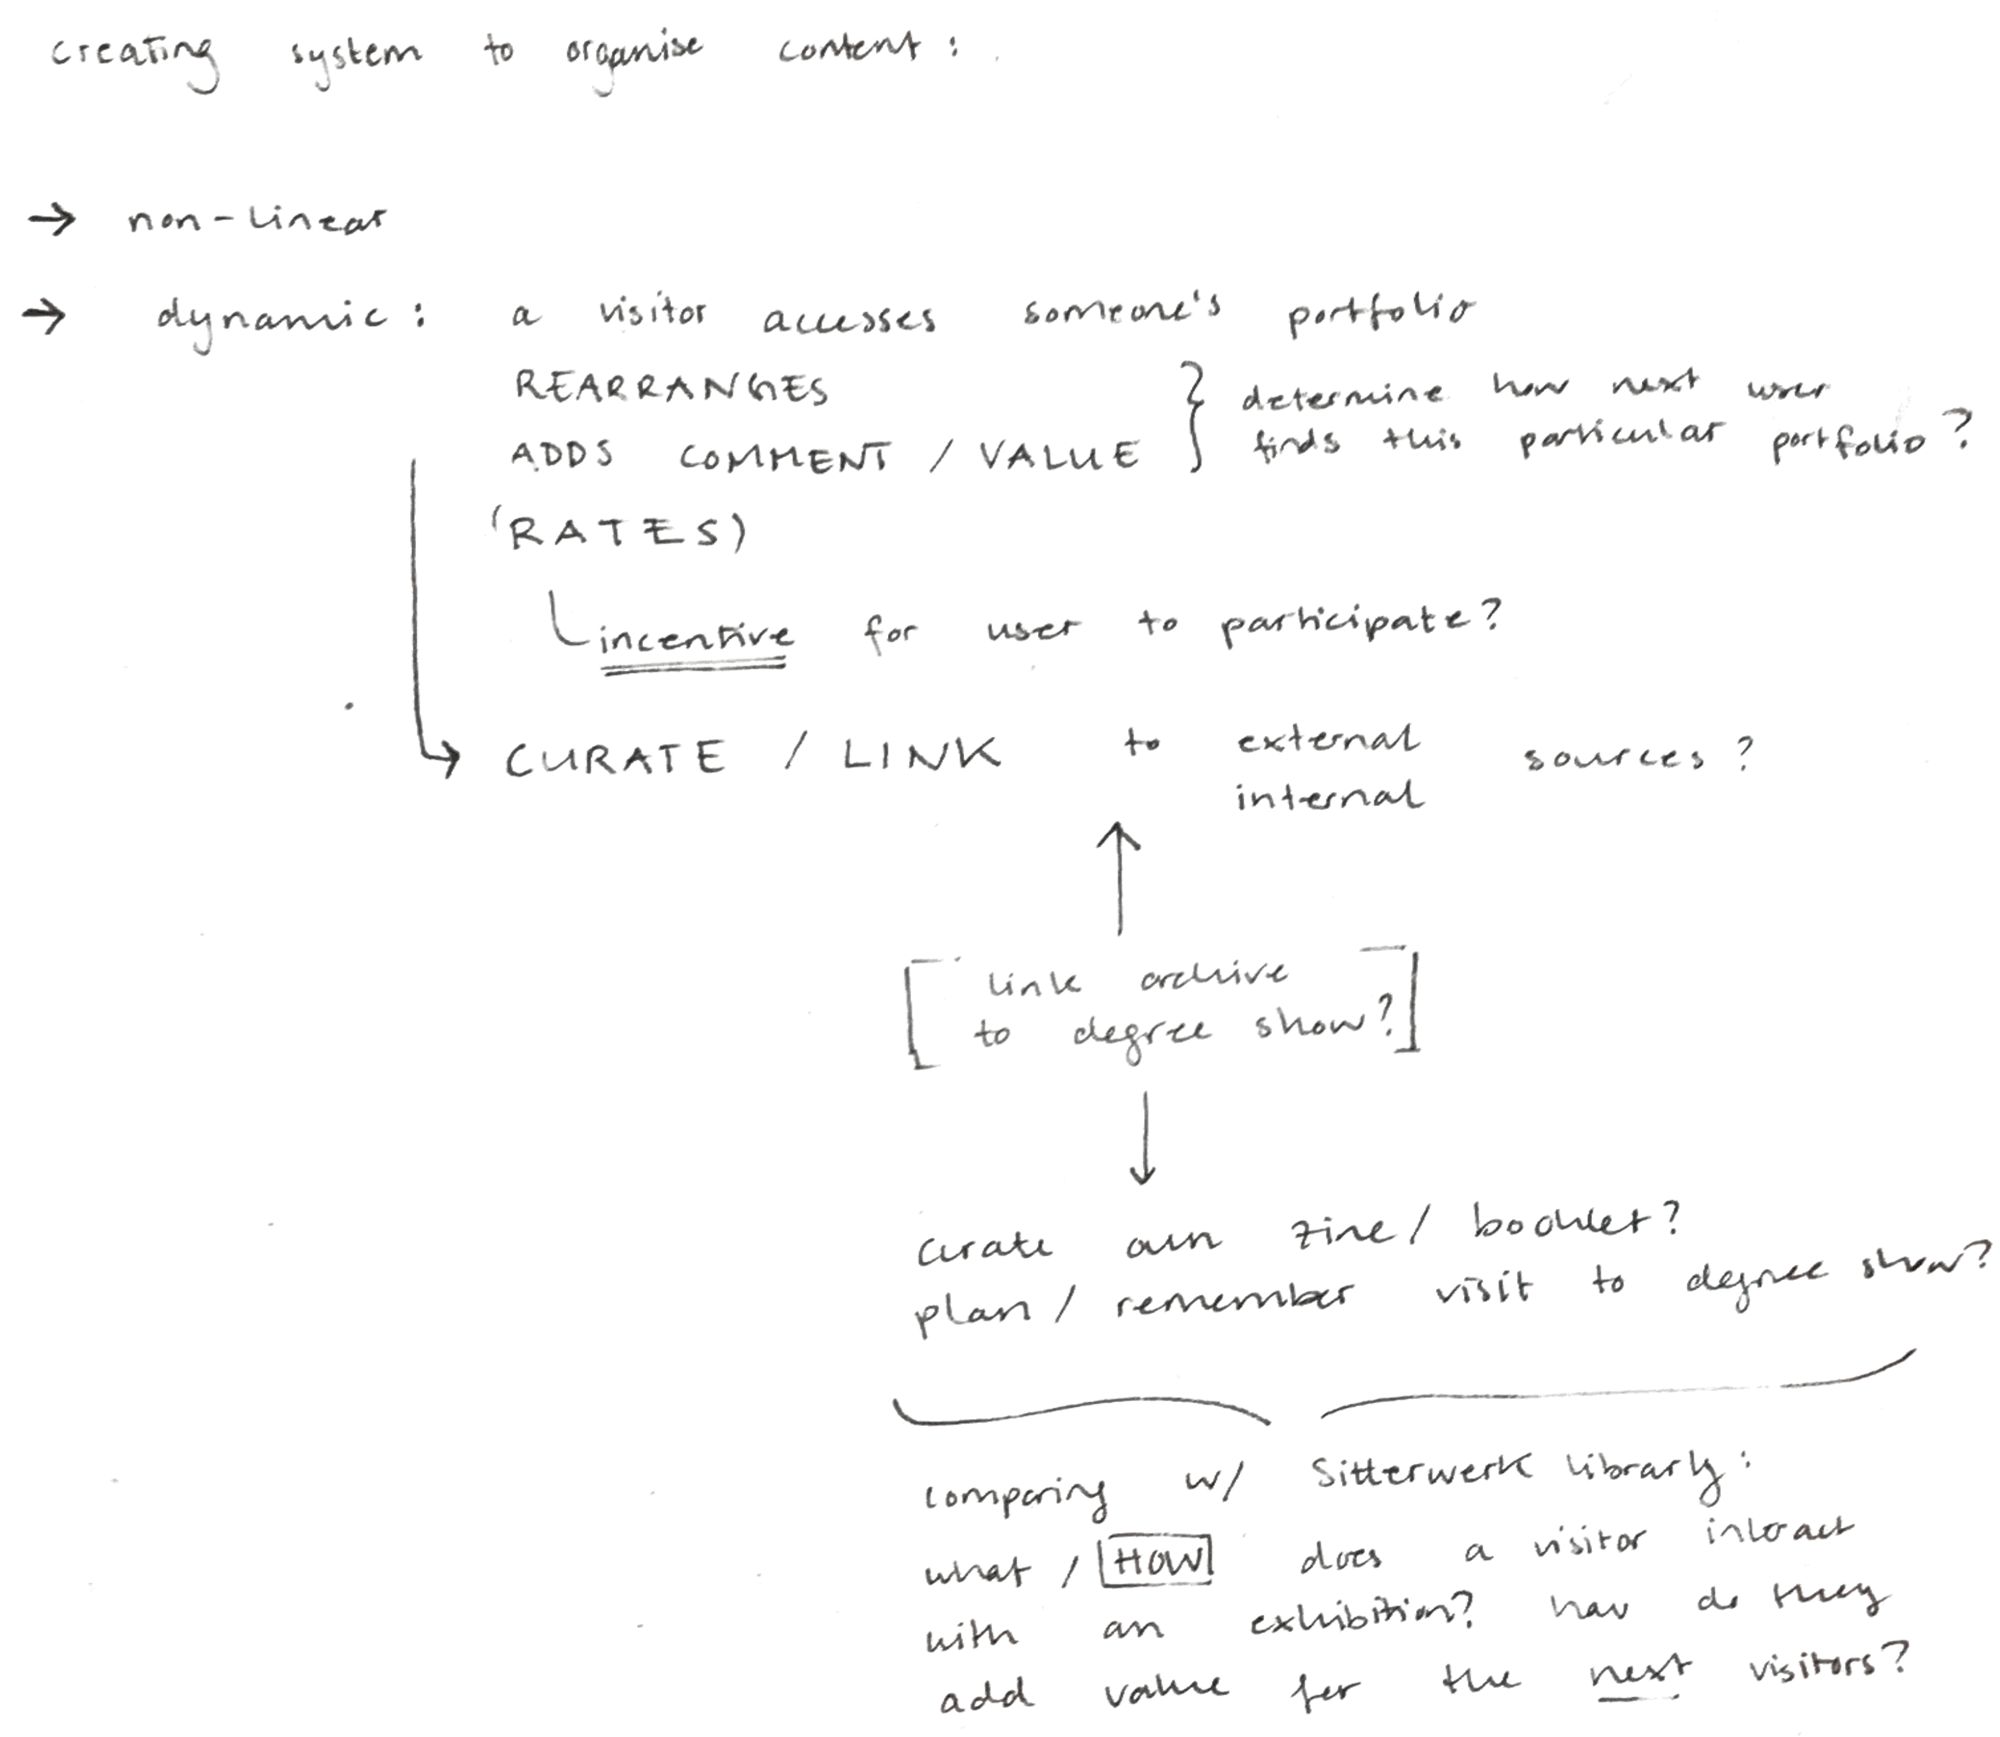 creating system to organise content :
→ non-linear
→ dynamic : a visitor accesses someone's portfolio
REARRANGES
ADDS COMMENT / VALUE } determine how next user
finds this particular portfolio ?
(RATES)
incentive for user to participate ?
↳ CURATE / LINK to external sources ?
internal
↑
[ link archive
to degree show ? ]
↓
curate own zine / booklet ?
plan / remember visit to degree show ?
comparing w/ Sitterwerk library :
what / HOW does a visitor interact
with an exhibition ? how do they
add value for the next visitors ?